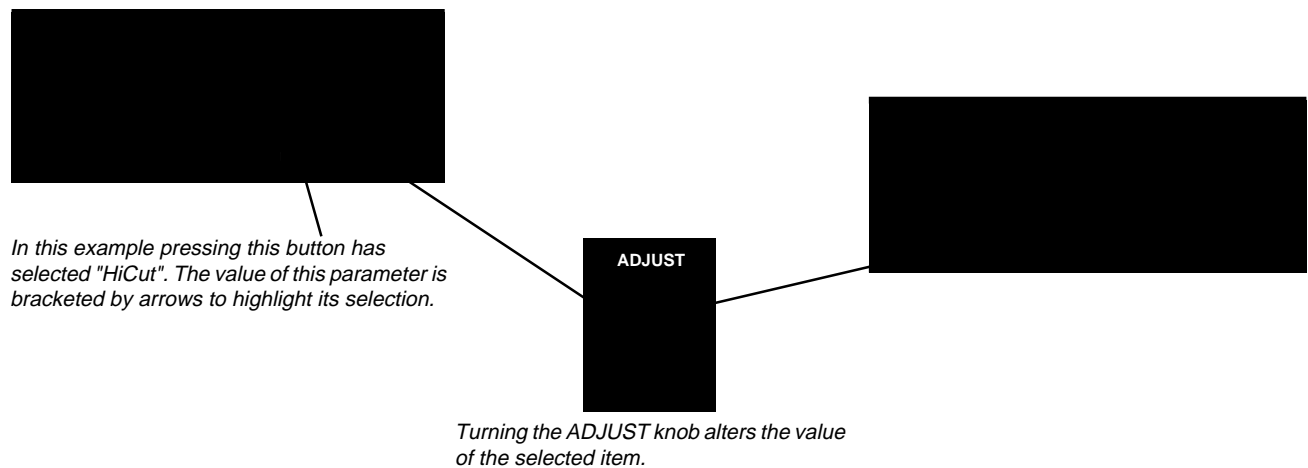 In this example pressing this button has
selected "HiCut". The value of this parameter is
bracketed by arrows to highlight its selection.
ADJUST
Turning the ADJUST knob alters the value
of the selected item.